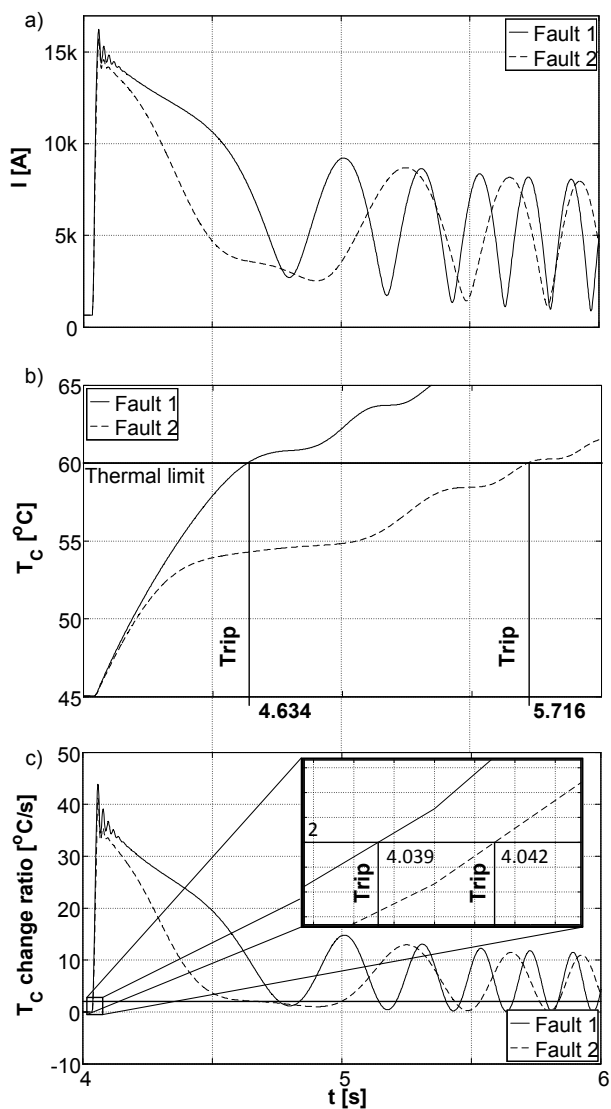 a)
15k
10k
5k
0
I [A]
Fault 1
Fault 2
b)
65
60
55
50
45
T_C [°C]
Fault 1
Fault 2
Thermal limit
Trip
Trip
4.634
5.716
c)
50
40
30
20
10
0
-10
T_C change ratio [°C/s]
2
4.039
4.042
Trip
Trip
Fault 1
Fault 2
4
5
6
t [s]